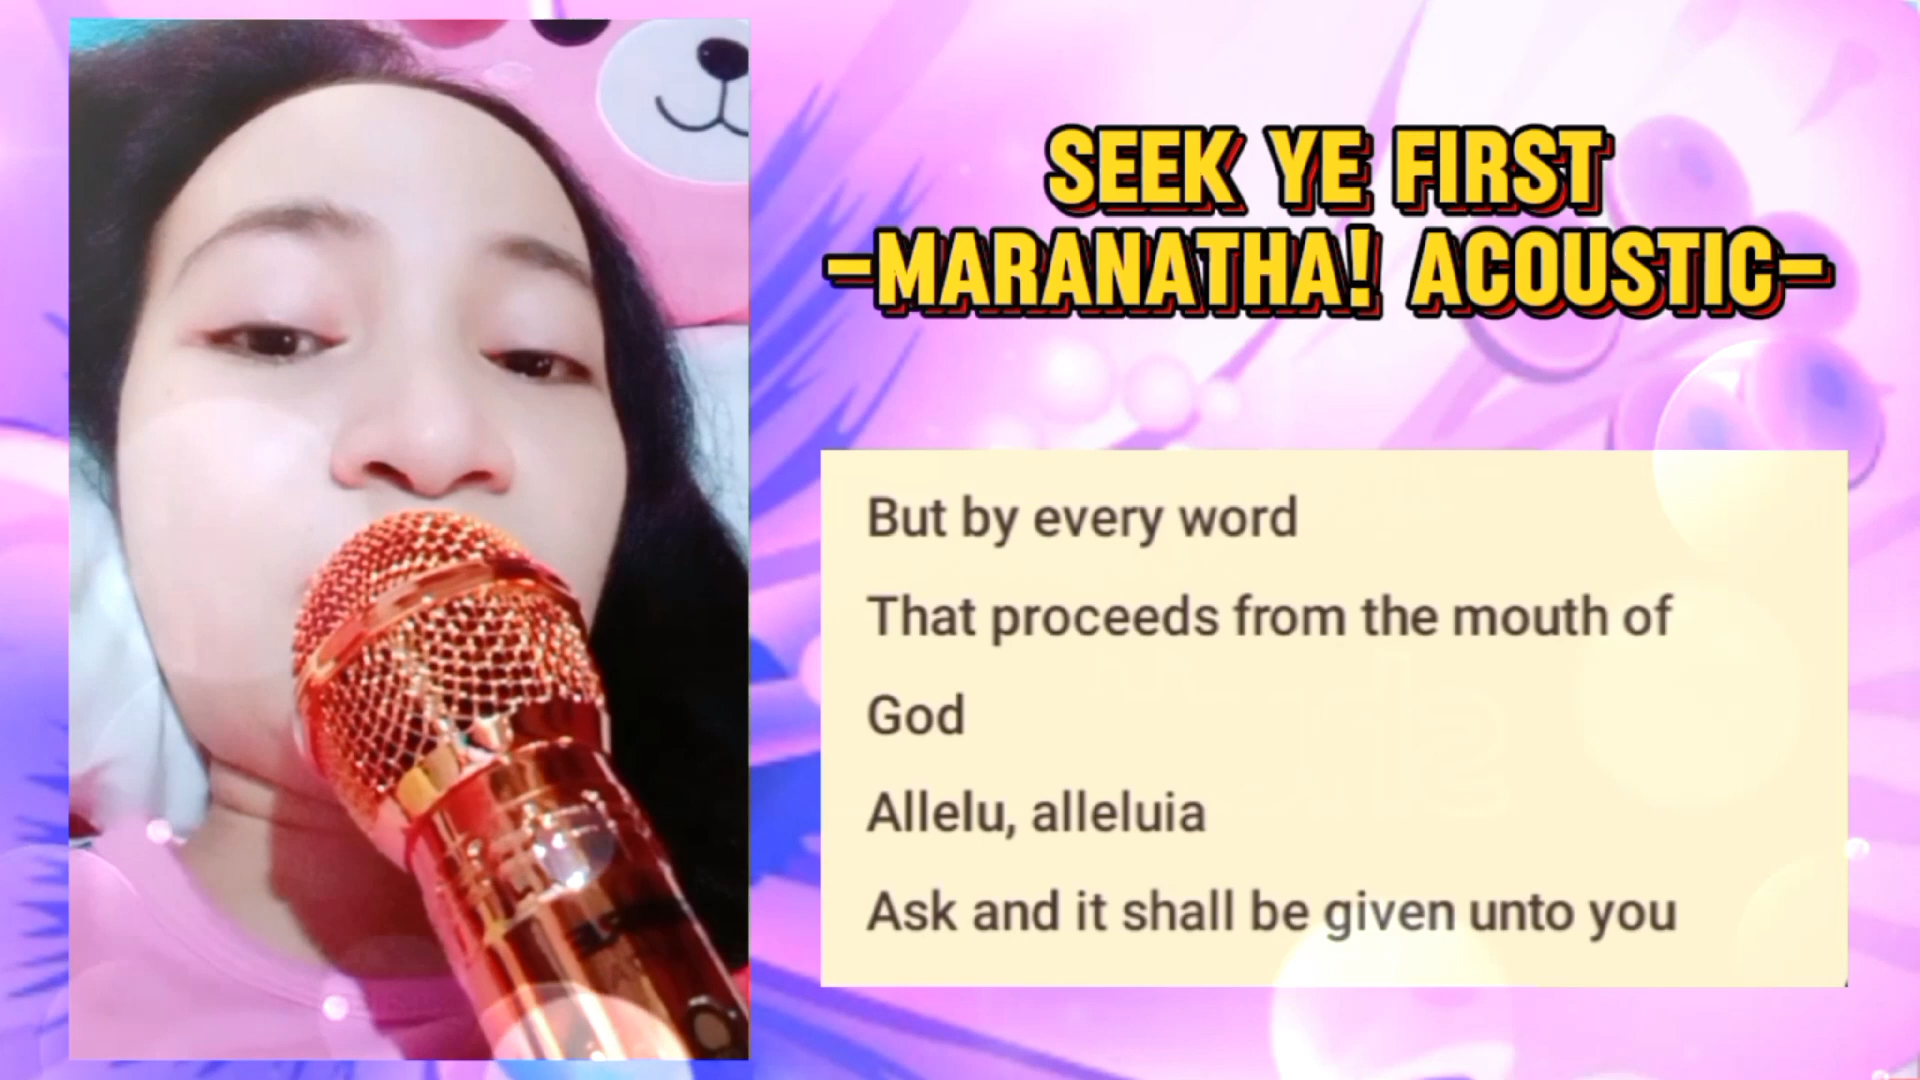 SEEK YE FIRST
-MARANATHA! ACOUSTIC-
But by every word
That proceeds from the mouth of
God
Allelu, alleluia
Ask and it shall be given unto you